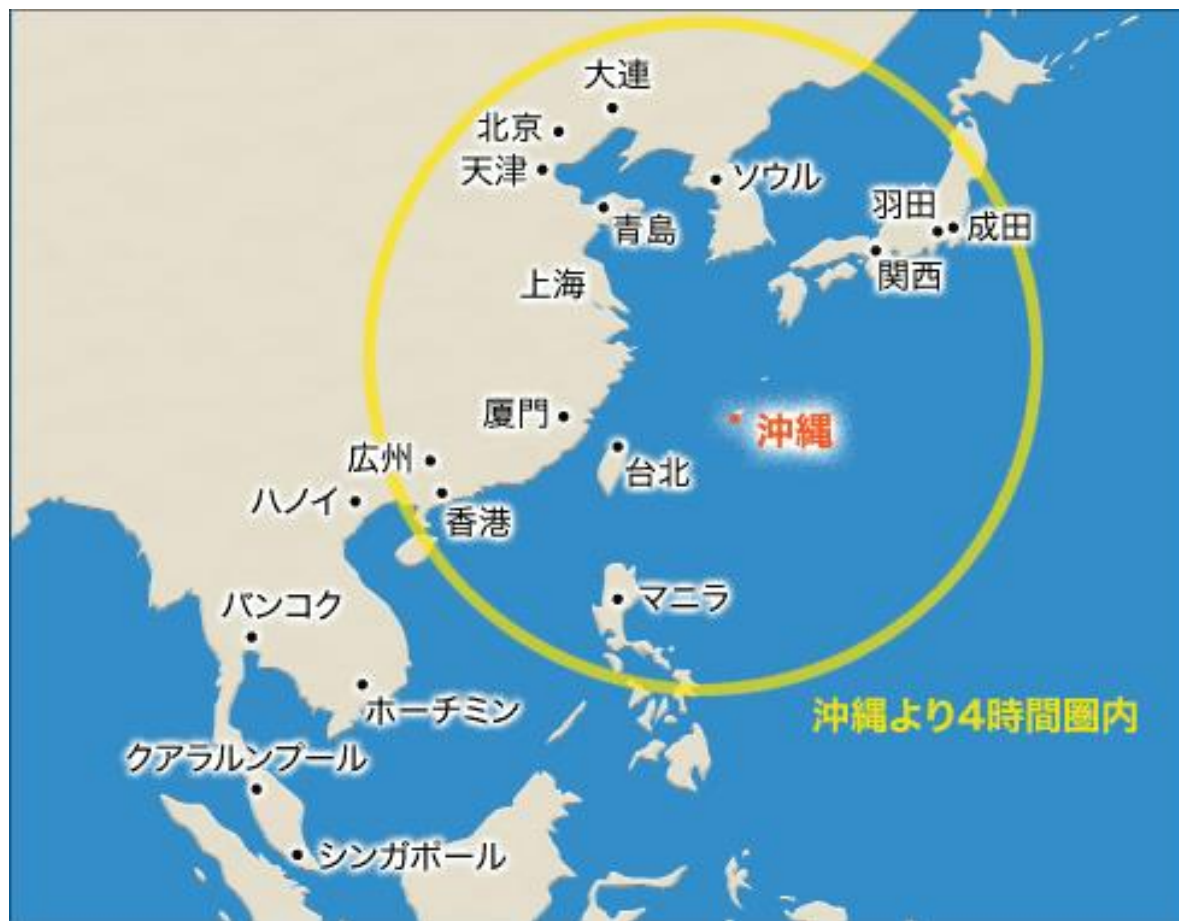 大連
北京
天津
ソウル
青島
羽田
成田
関西
上海
厦門
沖縄
広州
台北
ハノイ
香港
マニラ
バンコク
ホーチミン
沖縄より4時間圏内
クアラルンプール
シンガポール